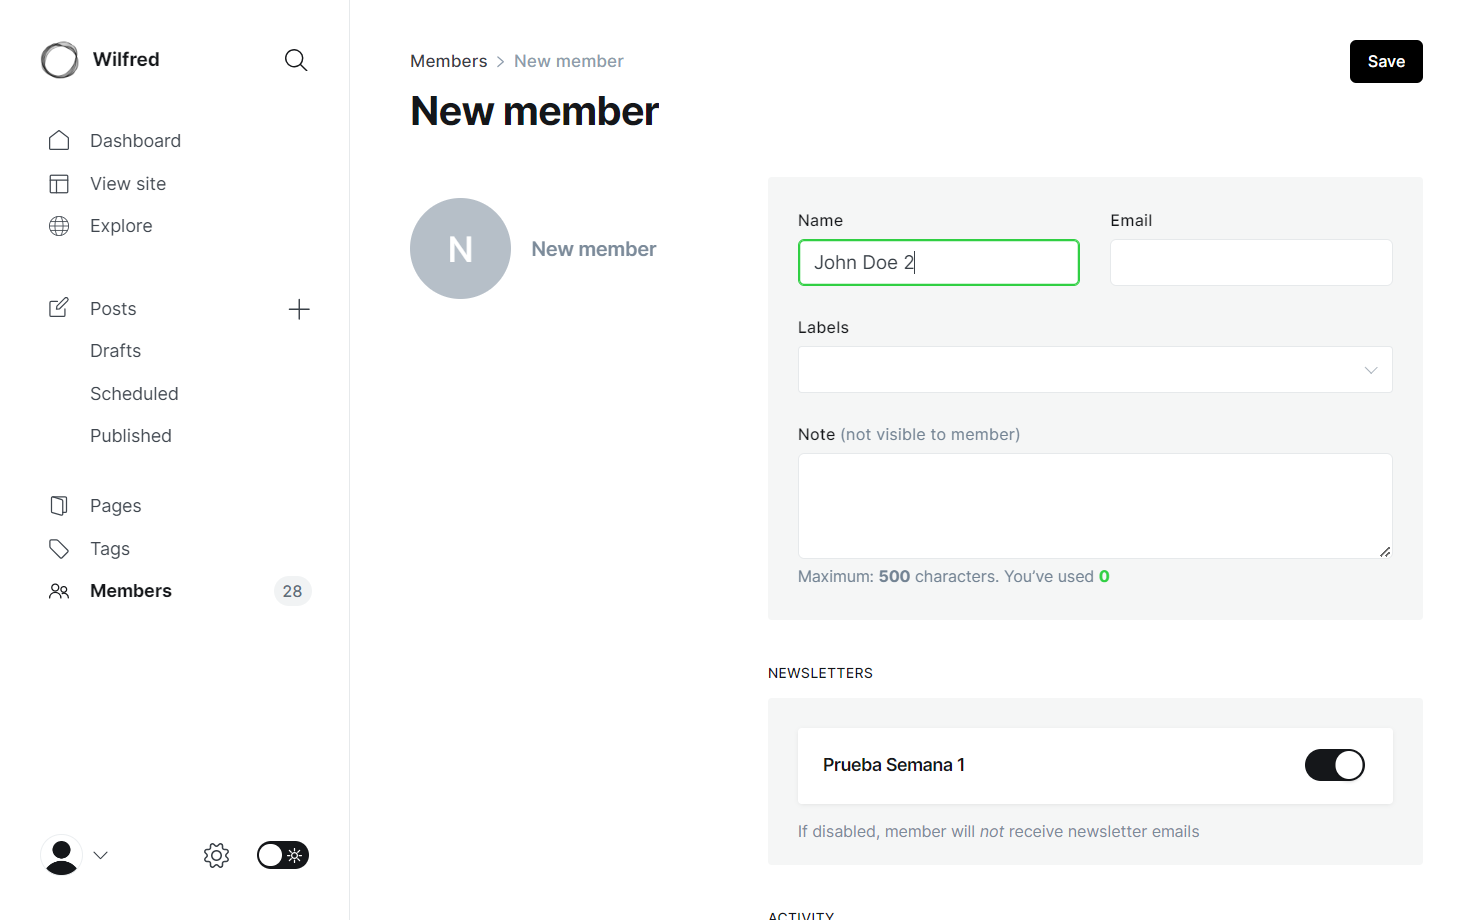 Wilfred
Dashboard
View site
Explore
Posts
Drafts
Scheduled
Published
Pages
Tags
Members
28
Members > New member
Save
New member
N
New member
Name
Email
John Doe 2
Labels
Note (not visible to member)
Maximum: 500 characters. You’ve used 0
NEWSLETTERS
Prueba Semana 1
If disabled, member will not receive newsletter emails
ACTIVITY